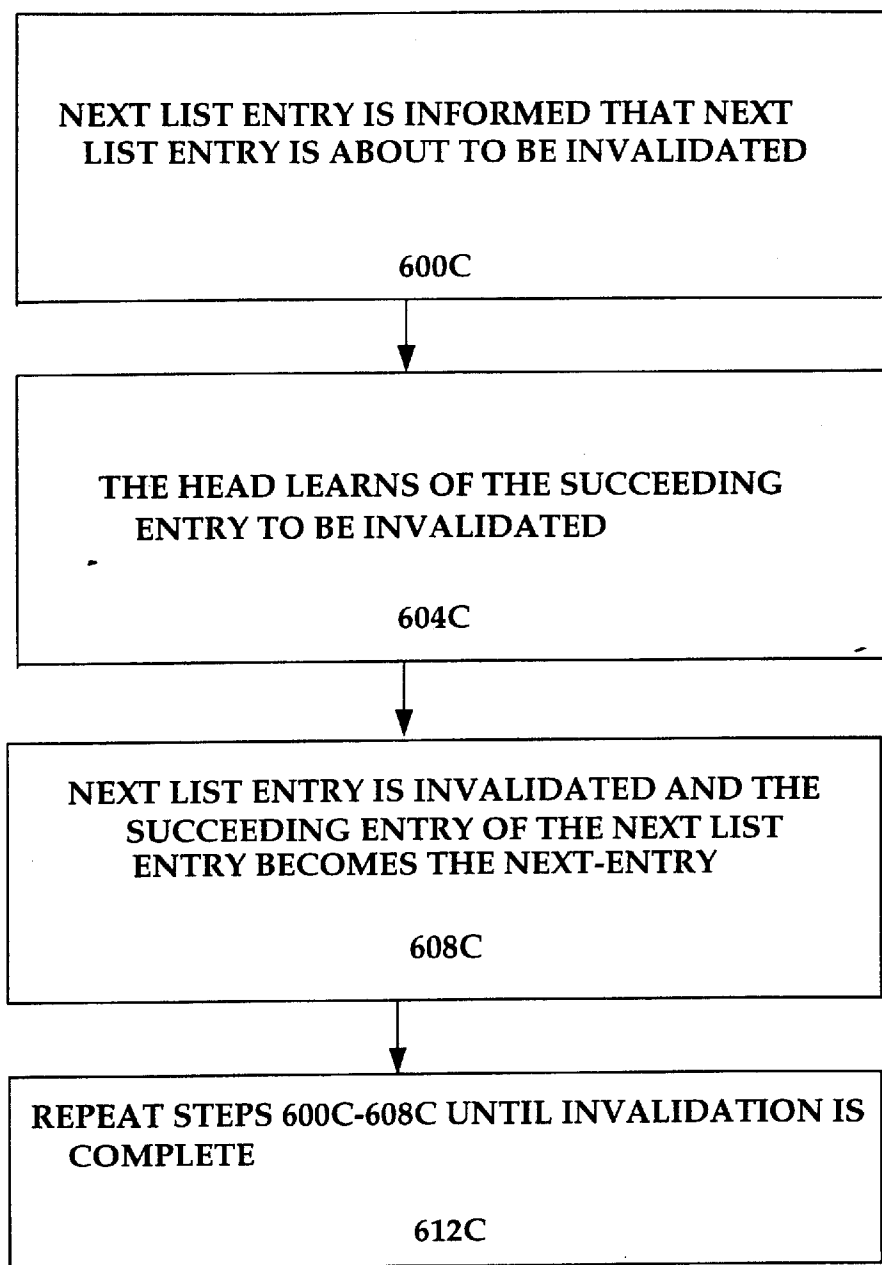 NEXT LIST ENTRY IS INFORMED THAT NEXT
LIST ENTRY IS ABOUT TO BE INVALIDATED
600C
THE HEAD LEARNS OF THE SUCCEEDING
ENTRY TO BE INVALIDATED
604C
NEXT LIST ENTRY IS INVALIDATED AND THE
SUCCEEDING ENTRY OF THE NEXT LIST
ENTRY BECOMES THE NEXT-ENTRY
608C
REPEAT STEPS 600C-608C UNTIL INVALIDATION IS
COMPLETE
612C